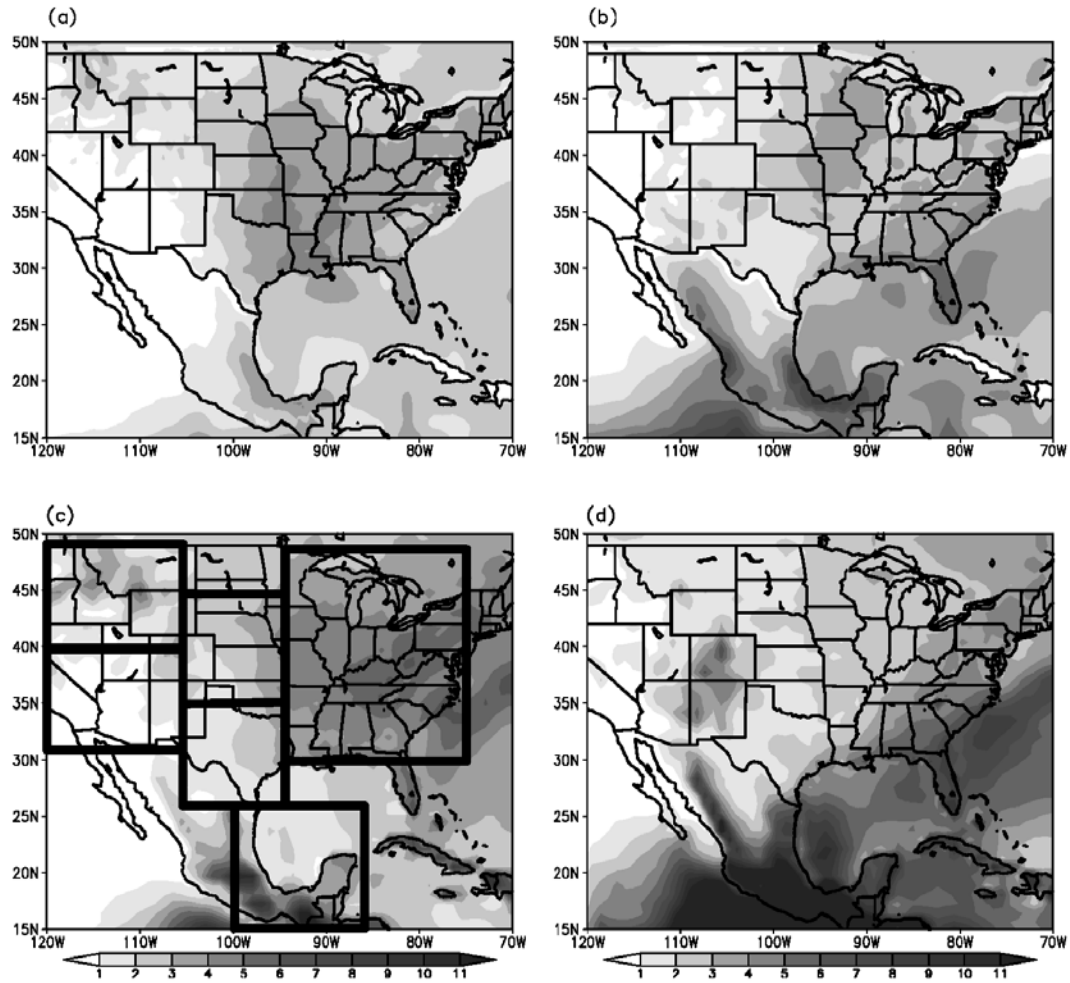 (a) (b)
50N 50N
45N 45N
40N 40N
35N 35N
30N 30N
25N 25N
20N 20N
15N 15N
120W 110W 100W 90W 80W 70W 120W 110W 100W 90W 80W 70W
(c) (d)
50N 50N
45N 45N
40N 40N
35N 35N
30N 30N
25N 25N
20N 20N
15N 15N
120W 110W 100W 90W 80W 70W 120W 110W 100W 90W 80W 70W
1 2 3 4 5 6 7 8 9 10 11 1 2 3 4 5 6 7 8 9 10 11